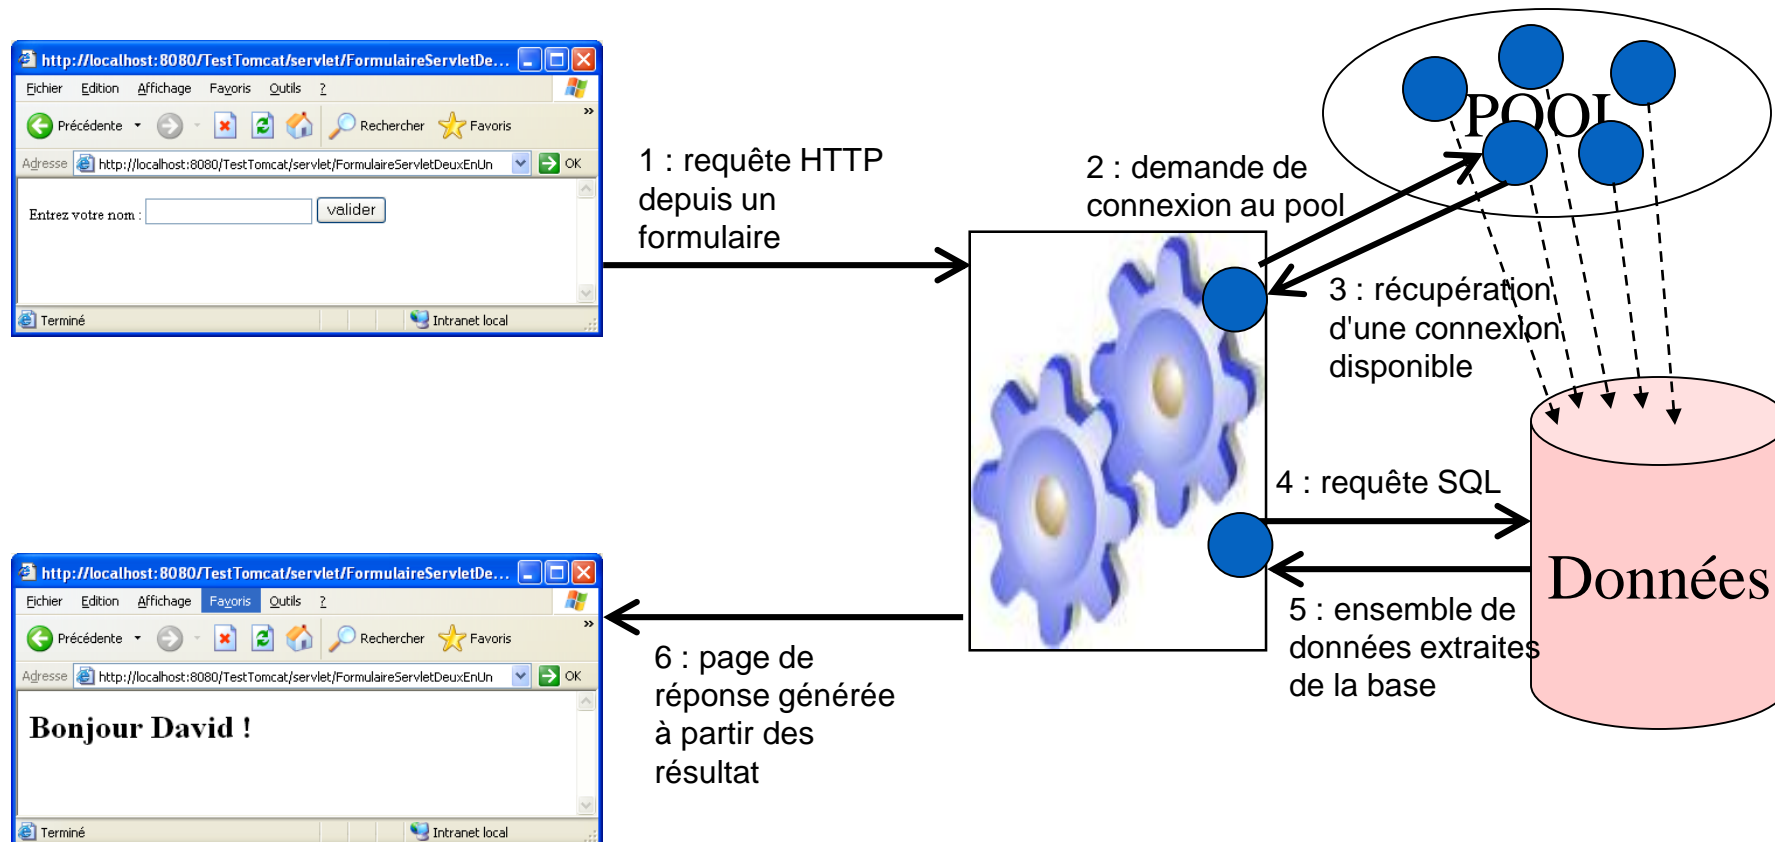 http://localhost:8080/TestTomcat/servlet/FormulaireServletDe...
Fichier Edition Affichage Favoris Outils ?
Précédente Rechercher Favoris »
Adresse http://localhost:8080/TestTomcat/servlet/FormulaireServletDeuxEnUn OK
Entrez votre nom : valider
Terminé Intranet local
1 : requête HTTP
depuis un
formulaire
2 : demande de
connexion au pool
POOL
3 : récupération
d'une connexion
disponible
4 : requête SQL
Données
5 : ensemble de
données extraites
de la base
6 : page de
réponse générée
à partir des
résultat
http://localhost:8080/TestTomcat/servlet/FormulaireServletDe...
Fichier Edition Affichage Favoris Outils ?
Précédente Rechercher Favoris »
Adresse http://localhost:8080/TestTomcat/servlet/FormulaireServletDeuxEnUn OK
Bonjour David !
Terminé Intranet local